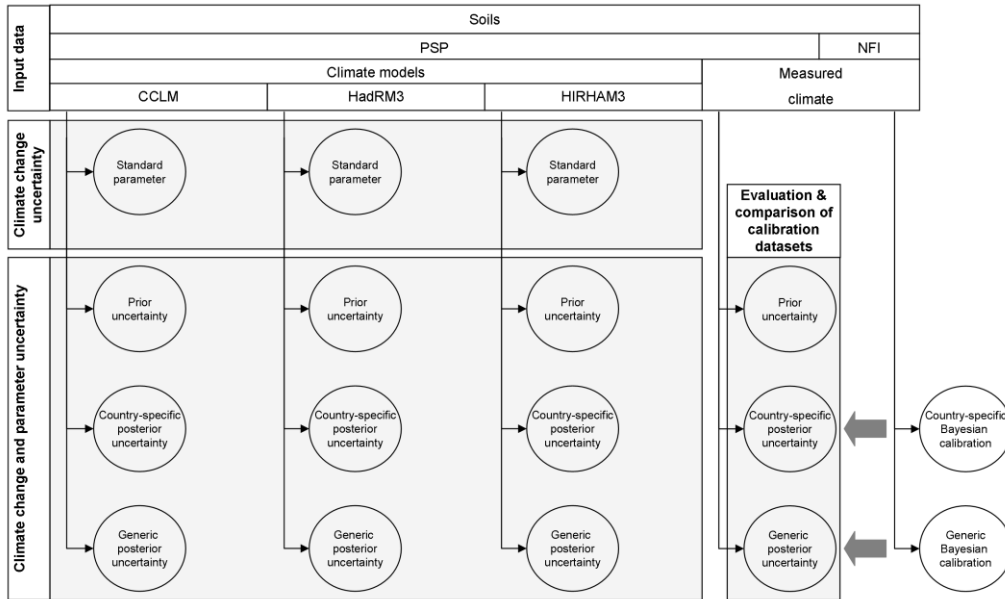 Input data
Soils
PSP
NFI
Climate models
Measured
climate
CCLM
HadRM3
HIRHAM3
Climate change
uncertainty
Standard
parameter
Standard
parameter
Standard
parameter
Evaluation &
comparison of
calibration
datasets
Climate change and parameter uncertainty
Prior
uncertainty
Prior
uncertainty
Prior
uncertainty
Prior
uncertainty
Country-specific
posterior
uncertainty
Country-specific
posterior
uncertainty
Country-specific
posterior
uncertainty
Country-specific
posterior
uncertainty
Country-specific
Bayesian
calibration
Generic
posterior
uncertainty
Generic
posterior
uncertainty
Generic
posterior
uncertainty
Generic
posterior
uncertainty
Generic
Bayesian
calibration